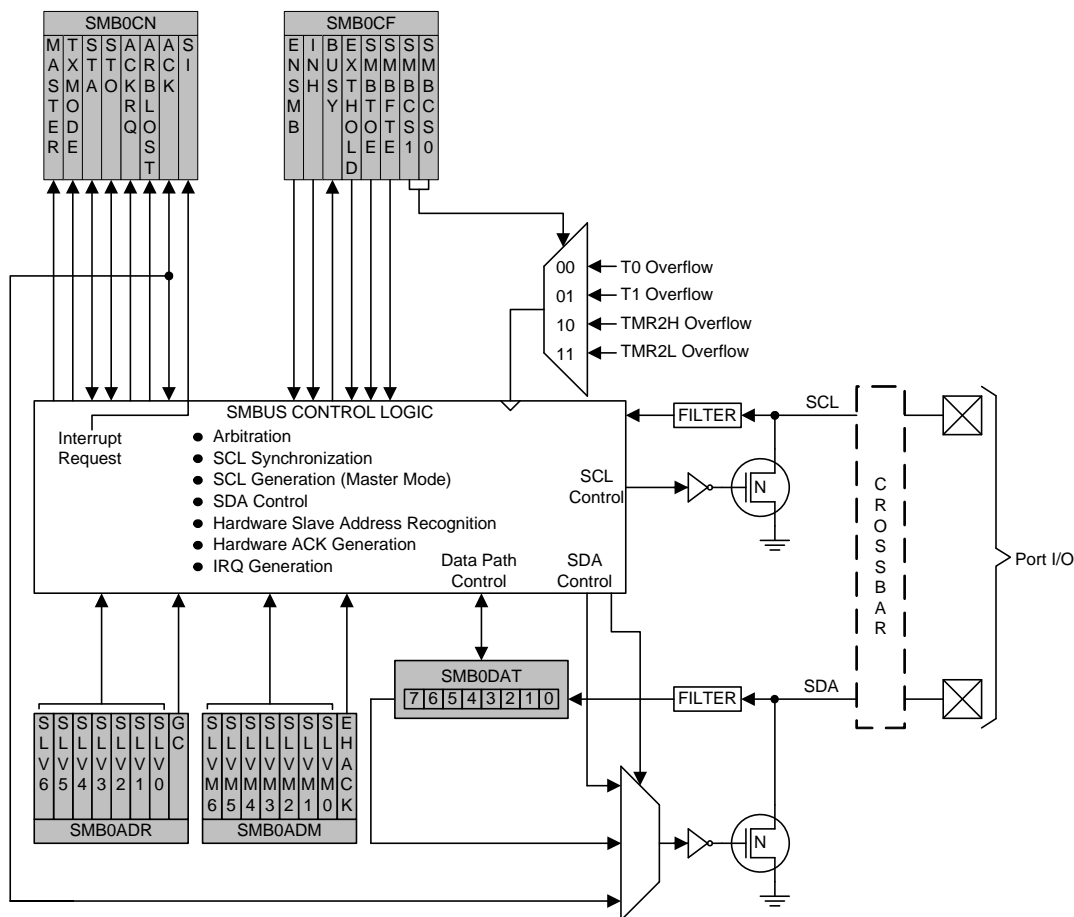 SMB0CN
MASTER
TXMODE
STA
STO
ACKRQ
ARBLOST
ACK
SI
SMB0CF
ENSMB
INH
BUSY
EXTHOLD
SMBTOE
SMBFTE
SMBCS1
SMBCS0
00
01
10
11
T0 Overflow
T1 Overflow
TMR2H Overflow
TMR2L Overflow
SMBUS CONTROL LOGIC
Interrupt
Request
● Arbitration
● SCL Synchronization
● SCL Generation (Master Mode)
● SDA Control
● Hardware Slave Address Recognition
● Hardware ACK Generation
● IRQ Generation
SCL
Control
Data Path
Control
SDA
Control
FILTER
SCL
N
CROSSBAR
Port I/O
SMB0DAT
7 6 5 4 3 2 1 0
FILTER
SDA
N
SLV6
SLV5
SLV4
SLV3
SLV2
SLV1
SLV0
GC
SMB0ADR
SLVM6
SLVM5
SLVM4
SLVM3
SLVM2
SLVM1
SLVM0
EHACK
SMB0ADM